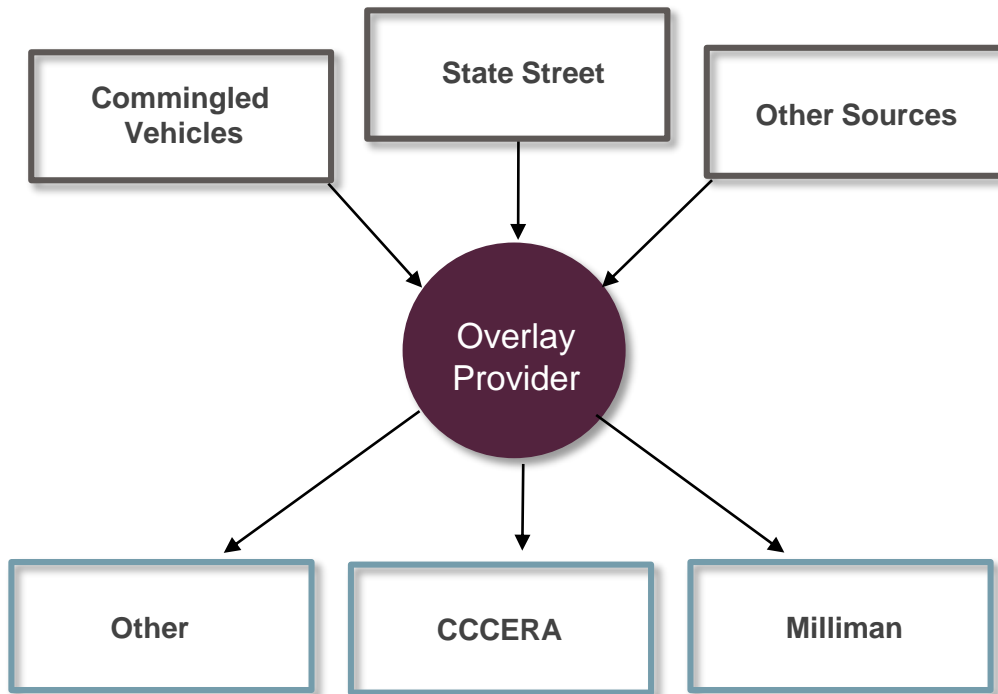 Commingled
Vehicles
State Street
Other Sources
Overlay
Provider
Other
CCCERA
Milliman